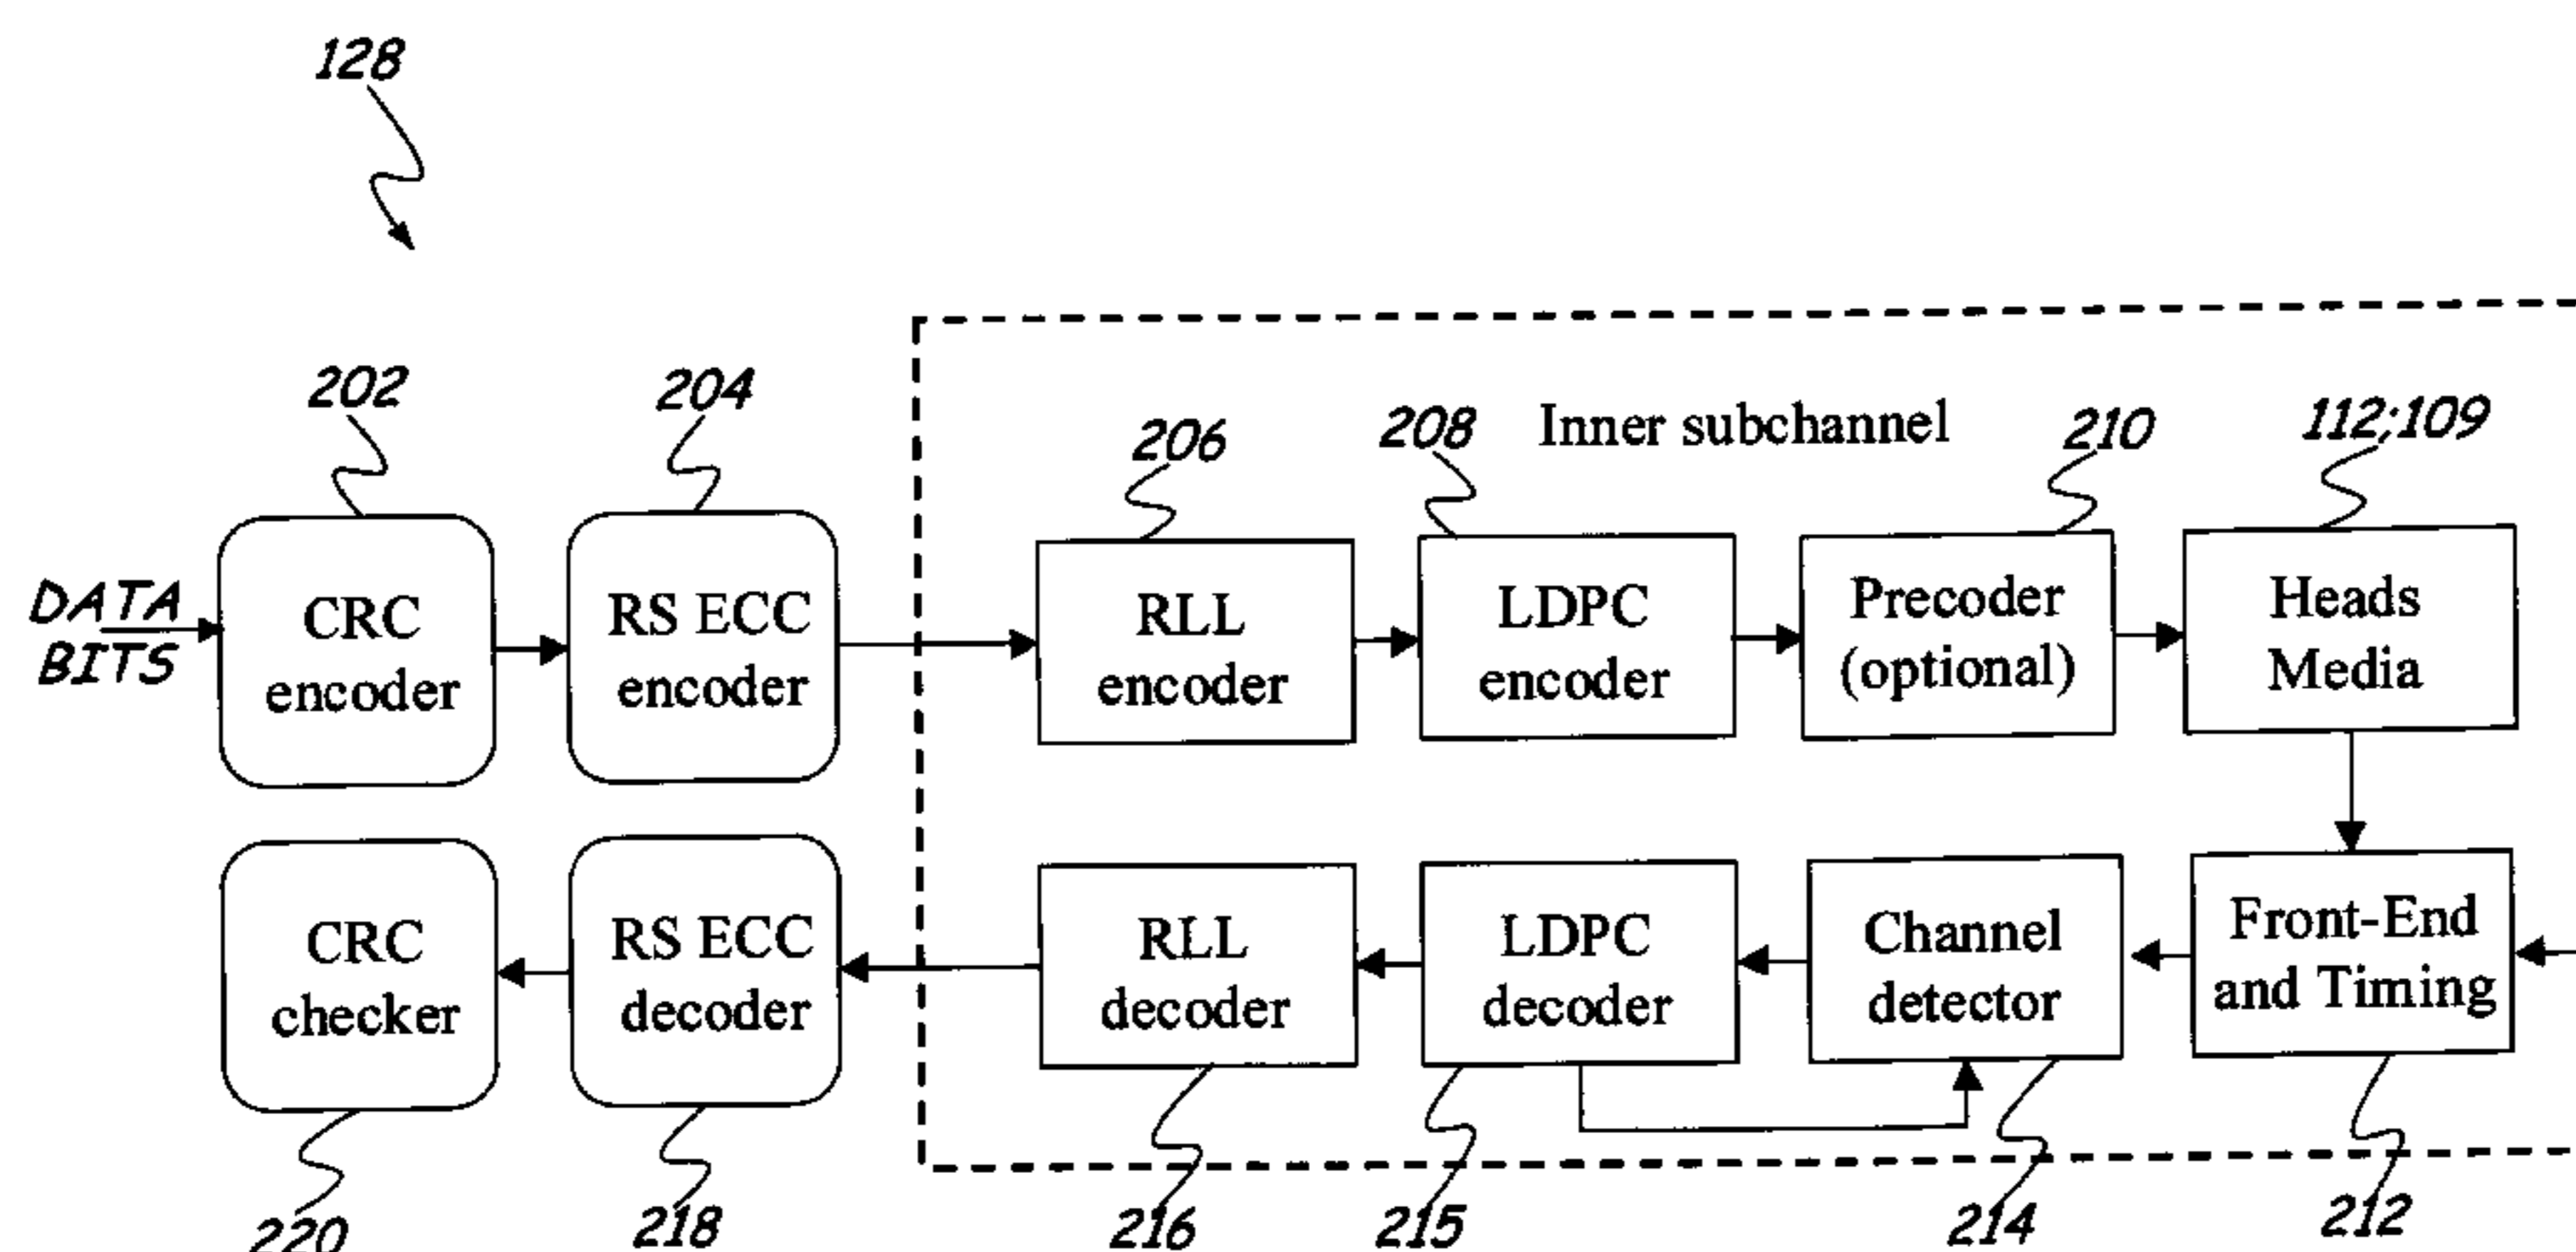 128
202
204
206
208
Inner subchannel
210
112;109
DATA
BITS
CRC
encoder
RS ECC
encoder
RLL
encoder
LDPC
encoder
Precoder
(optional)
Heads
Media
CRC
checker
RS ECC
decoder
RLL
decoder
LDPC
decoder
Channel
detector
Front-End
and Timing
220
218
216
215
214
212